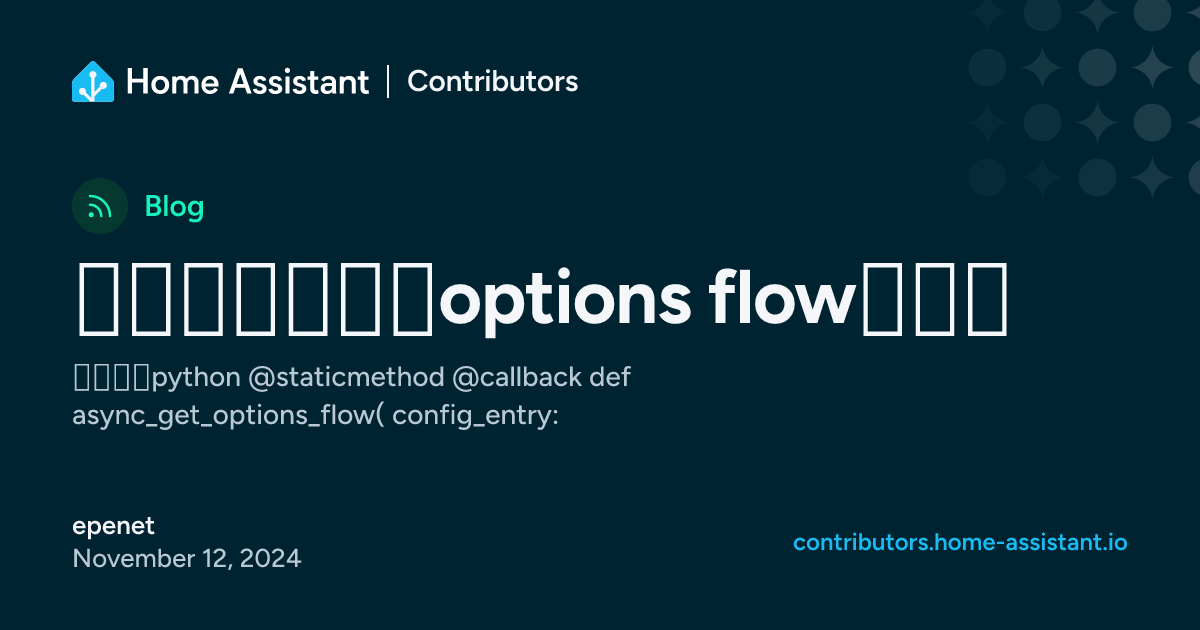 Home Assistant | Contributors
Blog
options flow
python @staticmethod @callback def
async_get_options_flow( config_entry:
epenet
November 12, 2024
contributors.home-assistant.io